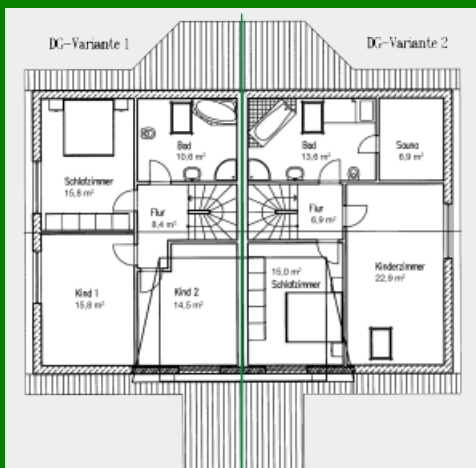 DG-Variante 1
DG-Variante 2
Bad
10,6 m²
Bad
13,6 m²
Sauna
6,9 m²
Schlafzimmer
15,8 m²
Flur
8,4 m²
Flur
6,9 m²
Kinderzimmer
22,9 m²
Kind 1
15,8 m²
Kind 2
14,5 m²
15,0 m²
Schlafzimmer